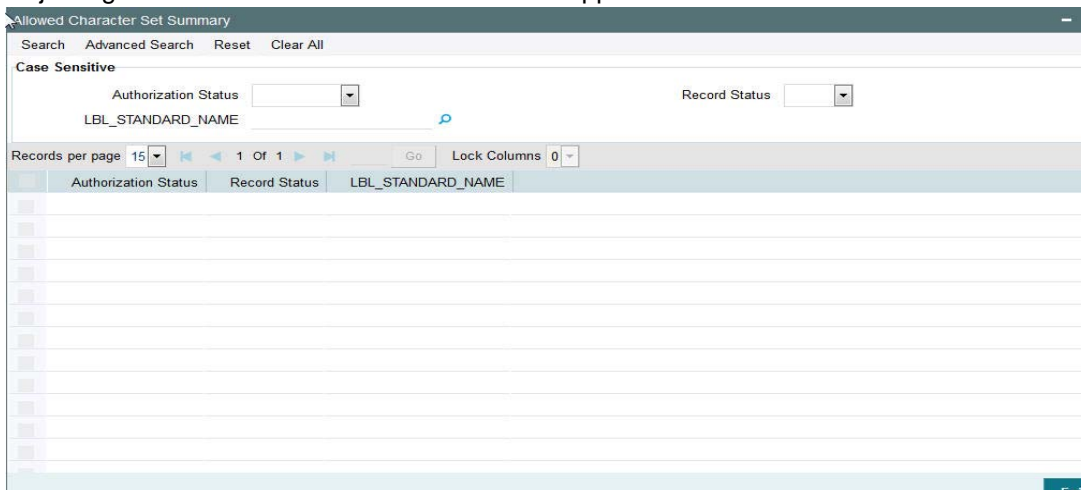 Allowed Character Set Summary
Search Advanced Search Reset Clear All
Case Sensitive
Authorization Status Record Status
LBL_STANDARD_NAME
Records per page 15 1 Of 1 Go Lock Columns 0
Authorization Status Record Status LBL_STANDARD_NAME